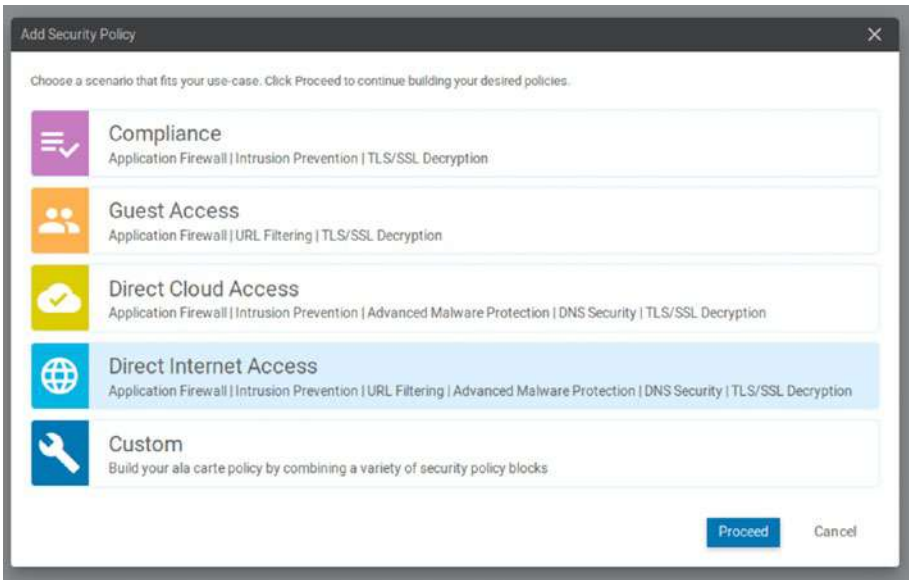 Add Security Policy
Choose a scenario that fits your use-case. Click Proceed to continue building your desired policies.
Compliance
Application Firewall | Intrusion Prevention | TLS/SSL Decryption
Guest Access
Application Firewall | URL Filtering | TLS/SSL Decryption
Direct Cloud Access
Application Firewall | Intrusion Prevention | Advanced Malware Protection | DNS Security | TLS/SSL Decryption
Direct Internet Access
Application Firewall | Intrusion Prevention | URL Filtering | Advanced Malware Protection | DNS Security | TLS/SSL Decryption
Custom
Build your ala carte policy by combining a variety of security policy blocks
Proceed Cancel